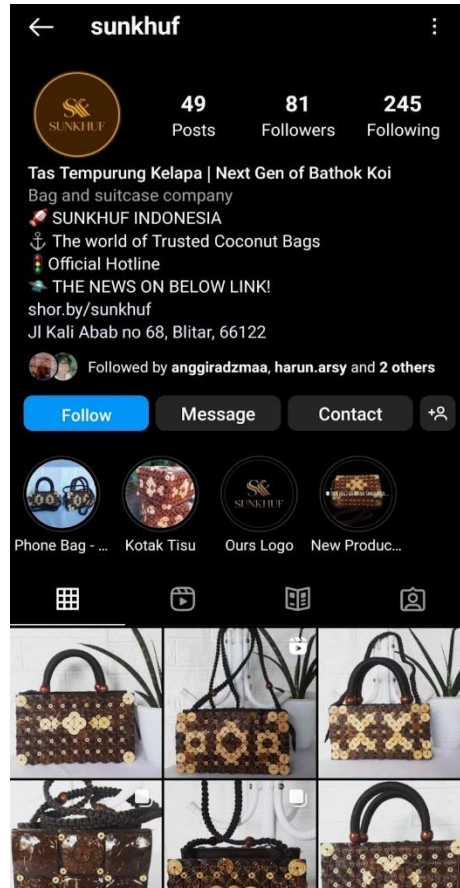 sunkhuf
SUNKHUF
49 81 245
Posts Followers Following
Tas Tempurung Kelapa | Next Gen of Bathok Koi
Bag and suitcase company
🚀 SUNKHUF INDONESIA
⚓ The world of Trusted Coconut Bags
🚦Official Hotline
🛸 THE NEWS ON BELOW LINK!
shor.by/sunkhuf
Jl Kali Abab no 68, Blitar, 66122
Followed by anggiradzmaa, harun.arsy and 2 others
Follow Message Contact
SUNKHUF
Phone Bag - ... Kotak Tisu Ours Logo New Produc...